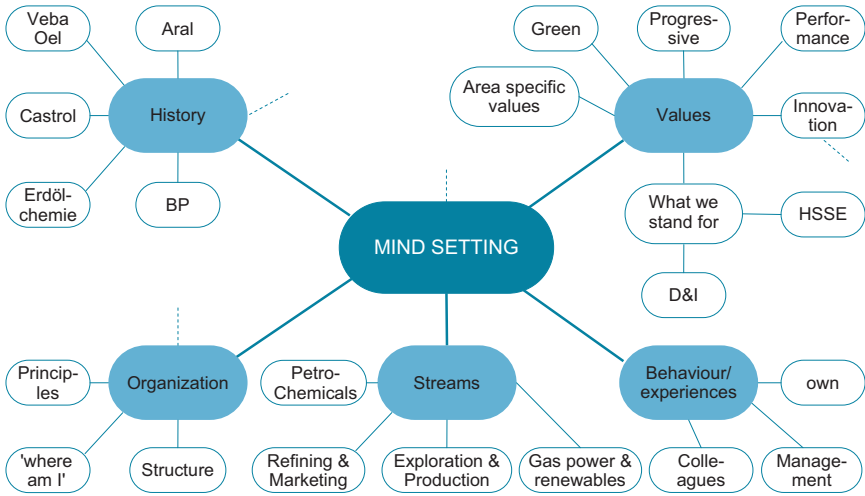 Veba
Oel
Aral
Castrol
History
Erdöl-
chemie
BP
Green
Progres-
sive
Perfor-
mance
Area specific
values
Values
Innova-
tion
What we
stand for
HSSE
D&I
MIND SETTING
Princip-
les
Organization
'where
am I'
Structure
Petro-
Chemicals
Streams
Refining &
Marketing
Exploration &
Production
Gas power &
renewables
Behaviour/
experiences
own
Colle-
agues
Manage-
ment